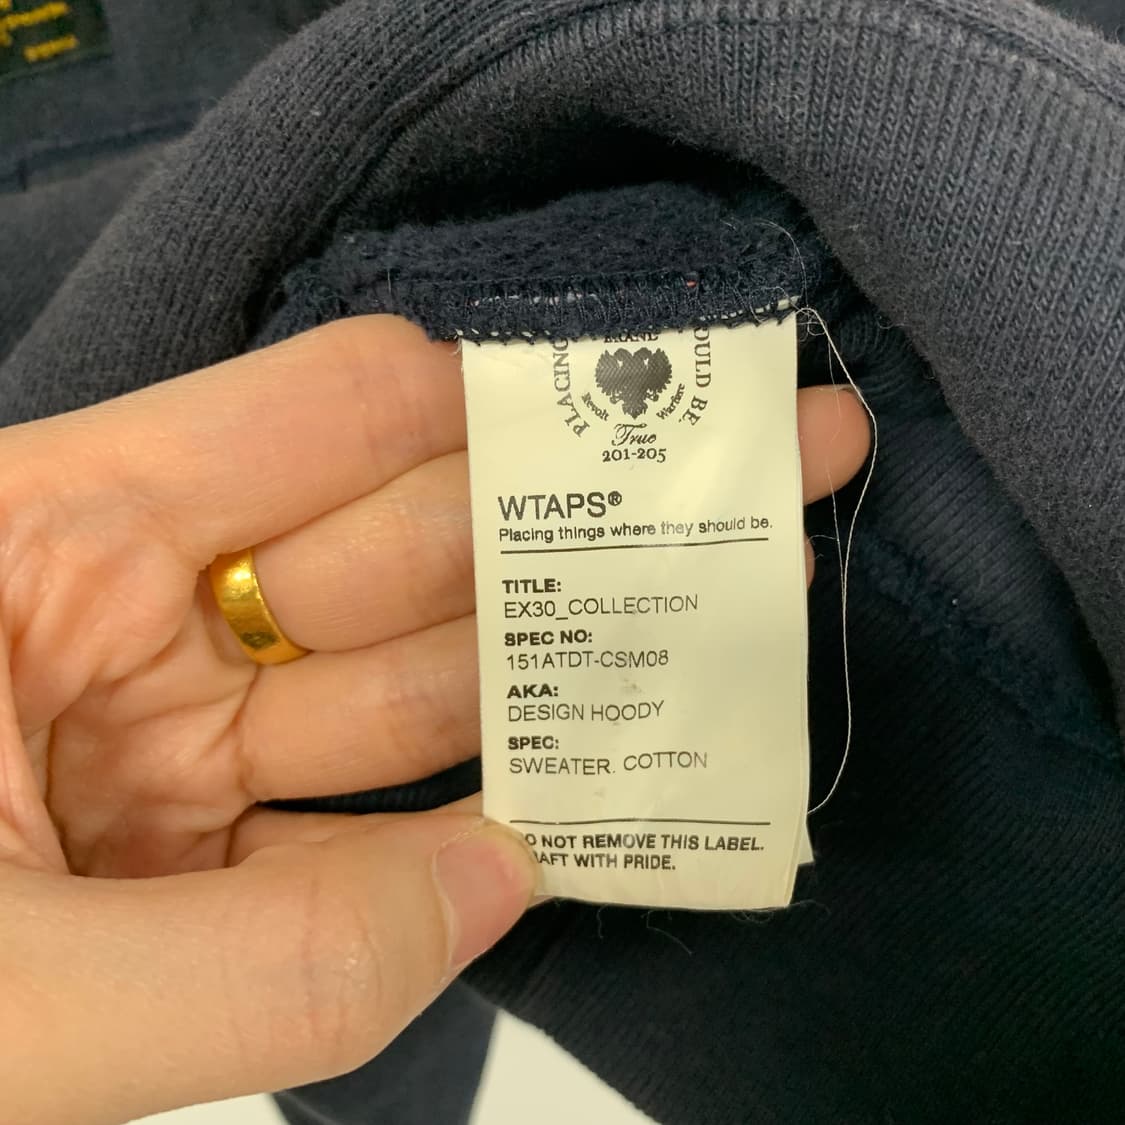 BRAND
PLACING
OULD BE.
Revolt
Warfare
True
201-205
WTAPS®
Placing things where they should be.
TITLE:
EX30_COLLECTION
SPEC NO:
151ATDT-CSM08
AKA:
DESIGN HOODY
SPEC:
SWEATER. COTTON
O NOT REMOVE THIS LABEL.
AFT WITH PRIDE.